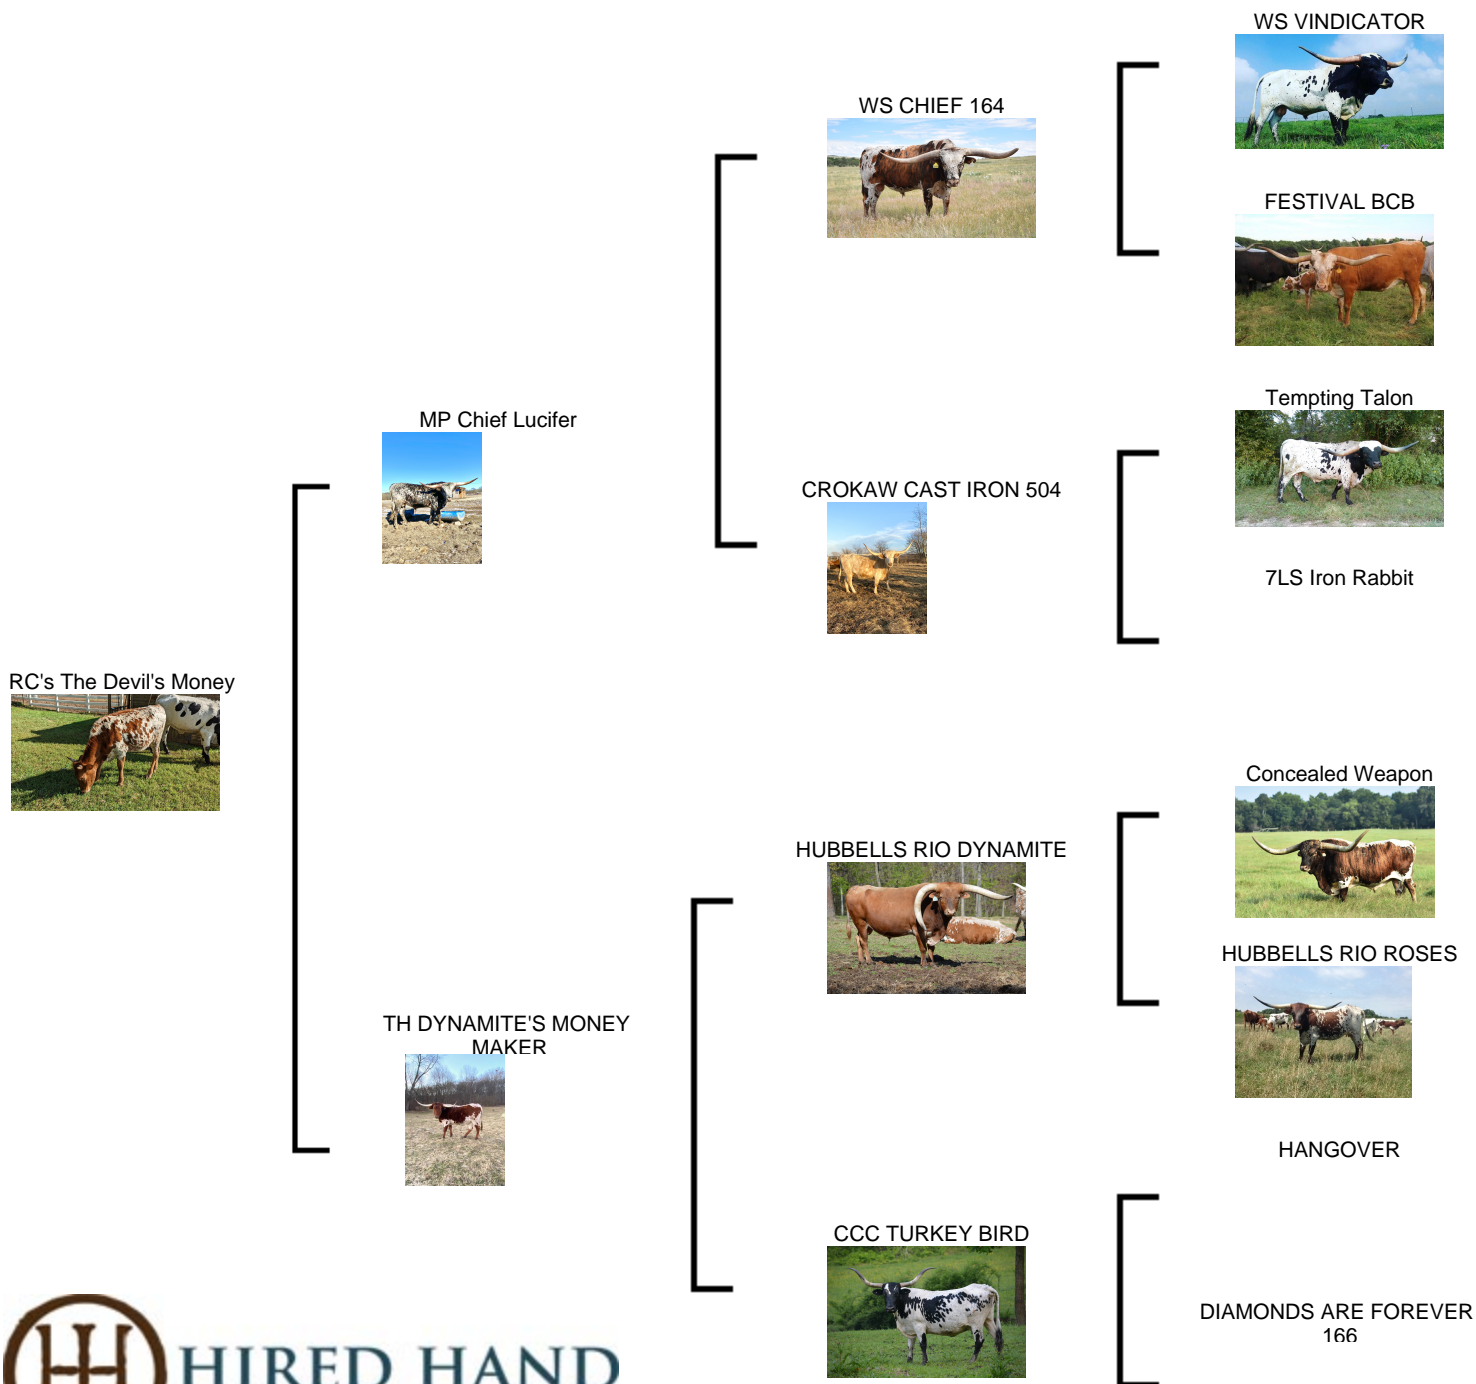 WS VINDICATOR
WS CHIEF 164
FESTIVAL BCB
MP Chief Lucifer
Tempting Talon
CROKAW CAST IRON 504
7LS Iron Rabbit
RC's The Devil's Money
Concealed Weapon
HUBBELLS RIO DYNAMITE
HUBBELLS RIO ROSES
TH DYNAMITE'S MONEY
MAKER
HANGOVER
CCC TURKEY BIRD
DIAMONDS ARE FOREVER
166
HIRED HAND